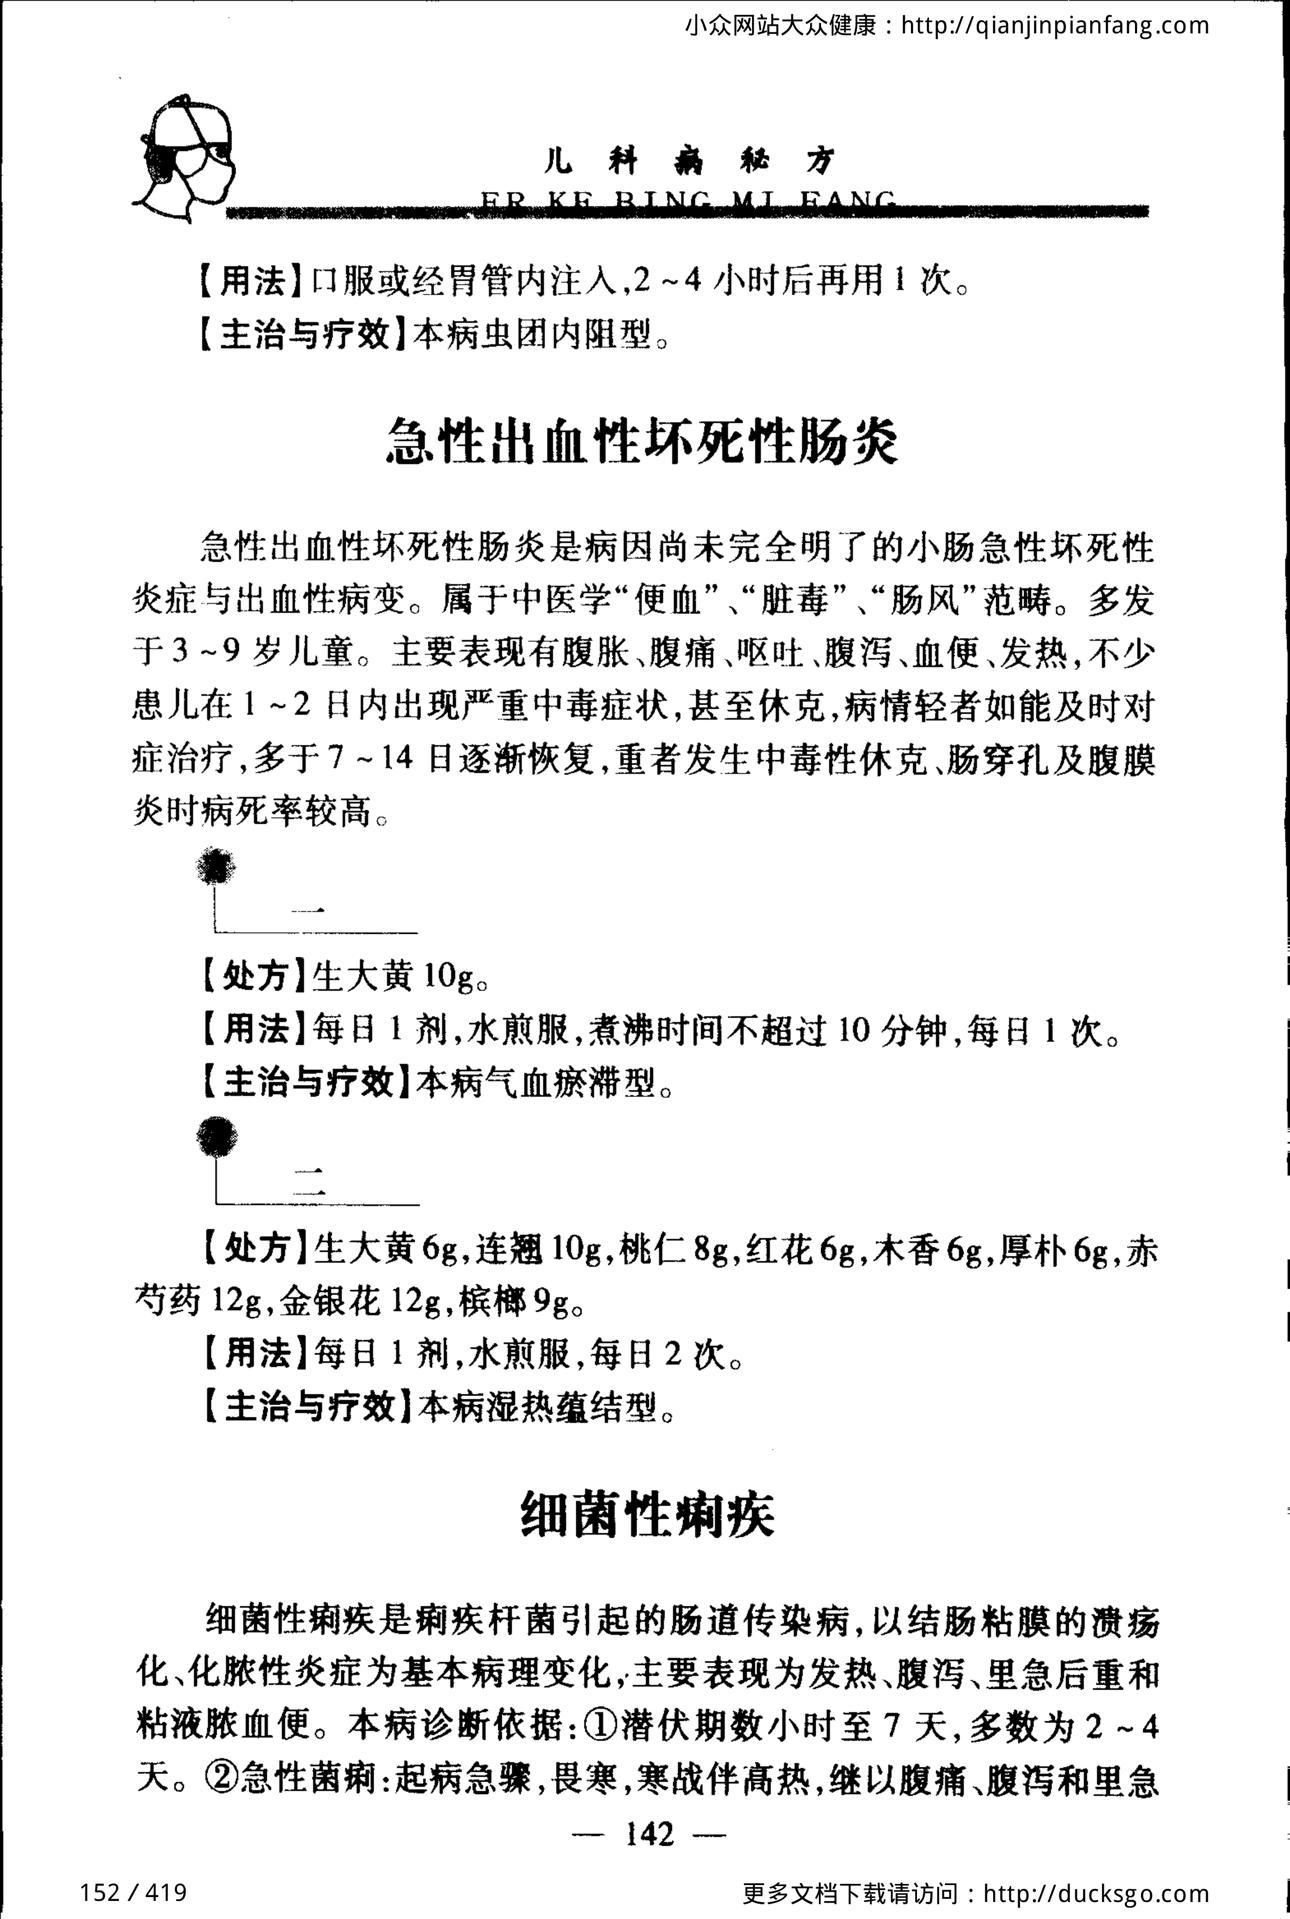 小众网站大众健康：http://qianjinpianfang.com
儿科病秘方
ER KE BING MI FANG
【用法】口服或经胃管内注入,2~4 小时后再用 1 次。
【主治与疗效】本病虫团内阻型。
急性出血性坏死性肠炎
急性出血性坏死性肠炎是病因尚未完全明了的小肠急性坏死性
炎症与出血性病变。属于中医学“便血”、“脏毒”、“肠风”范畴。多发
于 3~9 岁儿童。主要表现有腹胀、腹痛、呕吐、腹泻、血便、发热,不少
患儿在 1~2 日内出现严重中毒症状,甚至休克,病情轻者如能及时对
症治疗,多于 7~14 日逐渐恢复,重者发生中毒性休克、肠穿孔及腹膜
炎时病死率较高。
一
【处方】生大黄 10g。
【用法】每日 1 剂,水煎服,煮沸时间不超过 10 分钟,每日 1 次。
【主治与疗效】本病气血瘀滞型。
二
【处方】生大黄 6g,连翘 10g,桃仁 8g,红花 6g,木香 6g,厚朴 6g,赤
芍药 12g,金银花 12g,槟榔 9g。
【用法】每日 1 剂,水煎服,每日 2 次。
【主治与疗效】本病湿热蕴结型。
细菌性痢疾
细菌性痢疾是痢疾杆菌引起的肠道传染病,以结肠粘膜的溃疡
化、化脓性炎症为基本病理变化,主要表现为发热、腹泻、里急后重和
粘液脓血便。本病诊断依据:①潜伏期数小时至 7 天,多数为 2~4
天。②急性菌痢:起病急骤,畏寒,寒战伴高热,继以腹痛、腹泻和里急
— 142 —
152 / 419
更多文档下载请访问：http://ducksgo.com